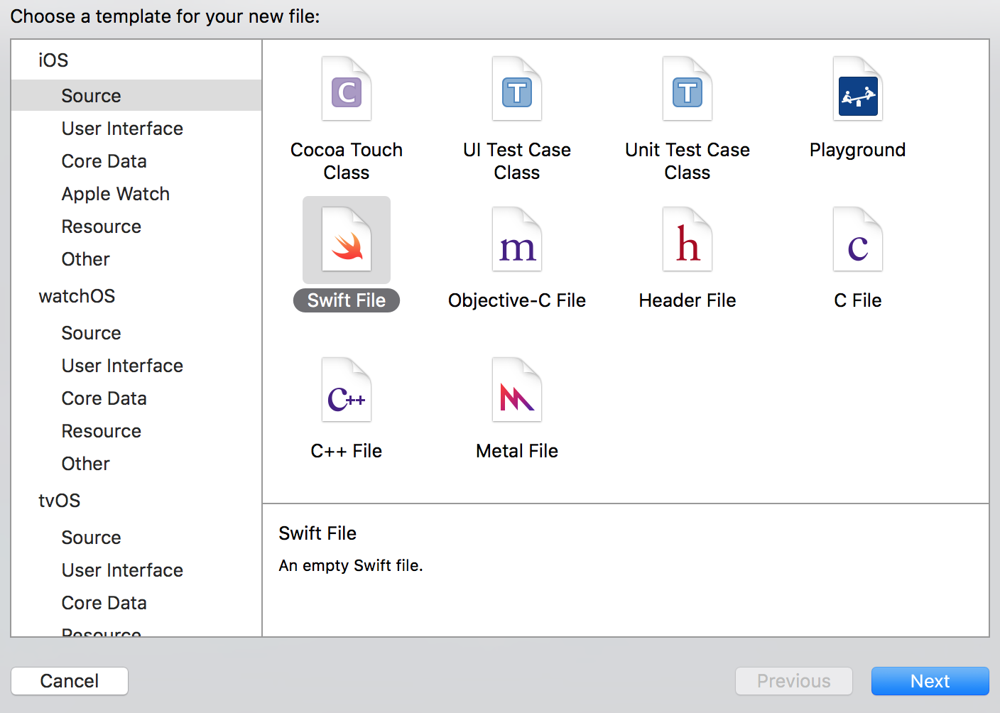 Choose a template for your new file:
iOS
Source
User Interface
Core Data
Apple Watch
Resource
Other
watchOS
Source
User Interface
Core Data
Resource
Other
tvOS
Source
User Interface
Core Data
Resource
C
T
T
Cocoa Touch
Class
UI Test Case
Class
Unit Test Case
Class
Playground
m
h
c
Swift File
Objective-C File
Header File
C File
C++
C++ File
Metal File
Swift File
An empty Swift file.
Cancel
Previous
Next